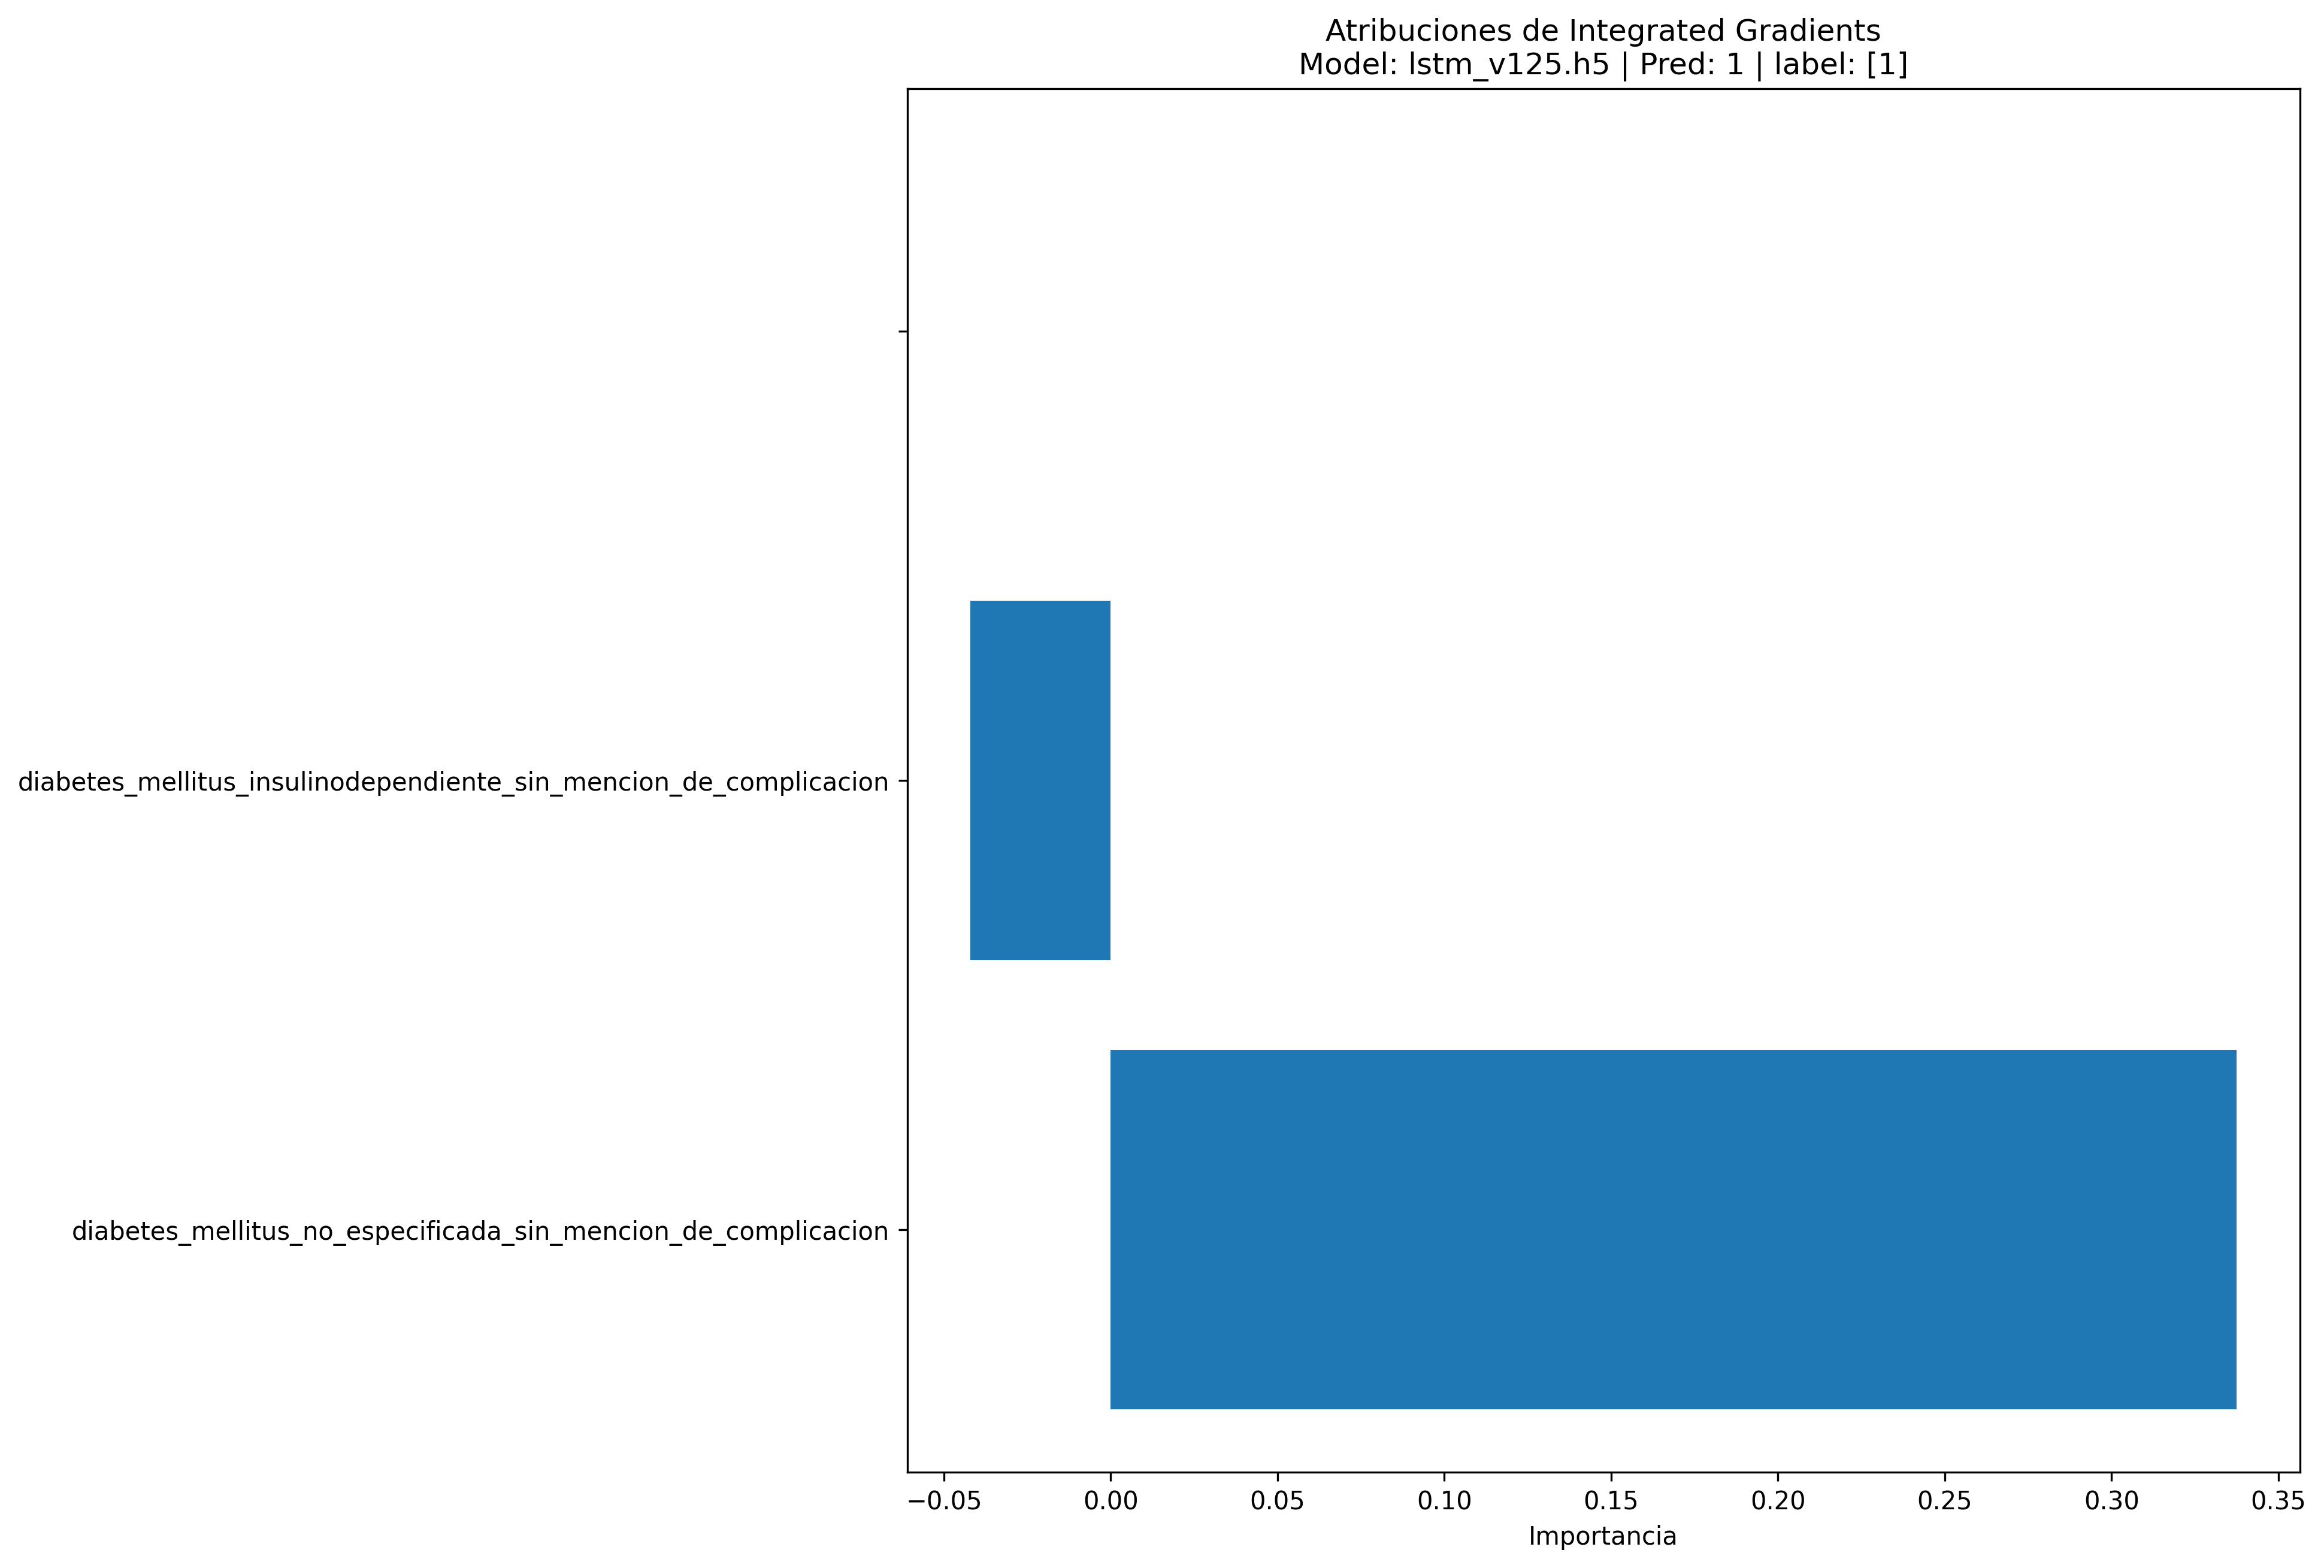 Atribuciones de Integrated Gradients
Model: lstm_v125.h5 | Pred: 1 | label: [1]
diabetes_mellitus_insulinodependiente_sin_mencion_de_complicacion
diabetes_mellitus_no_especificada_sin_mencion_de_complicacion
−0.05 0.00 0.05 0.10 0.15 0.20 0.25 0.30 0.35
Importancia